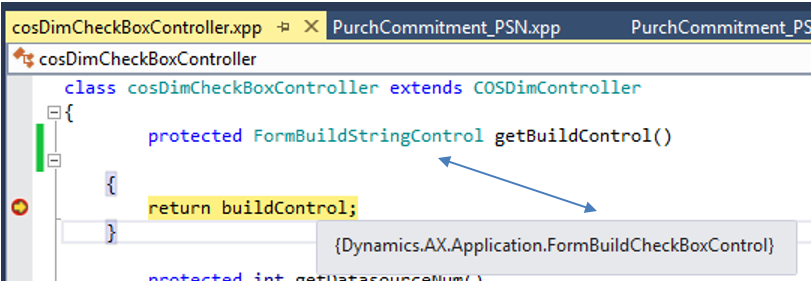 cosDimCheckBoxController.xpp PurchCommitment_PSN.xpp PurchCommitment_PS
cosDimCheckBoxController
class cosDimCheckBoxController extends COSDimController
{
protected FormBuildStringControl getBuildControl()
{
return buildControl;
}
{Dynamics.AX.Application.FormBuildCheckBoxControl}
protected int getDatasourceNum()